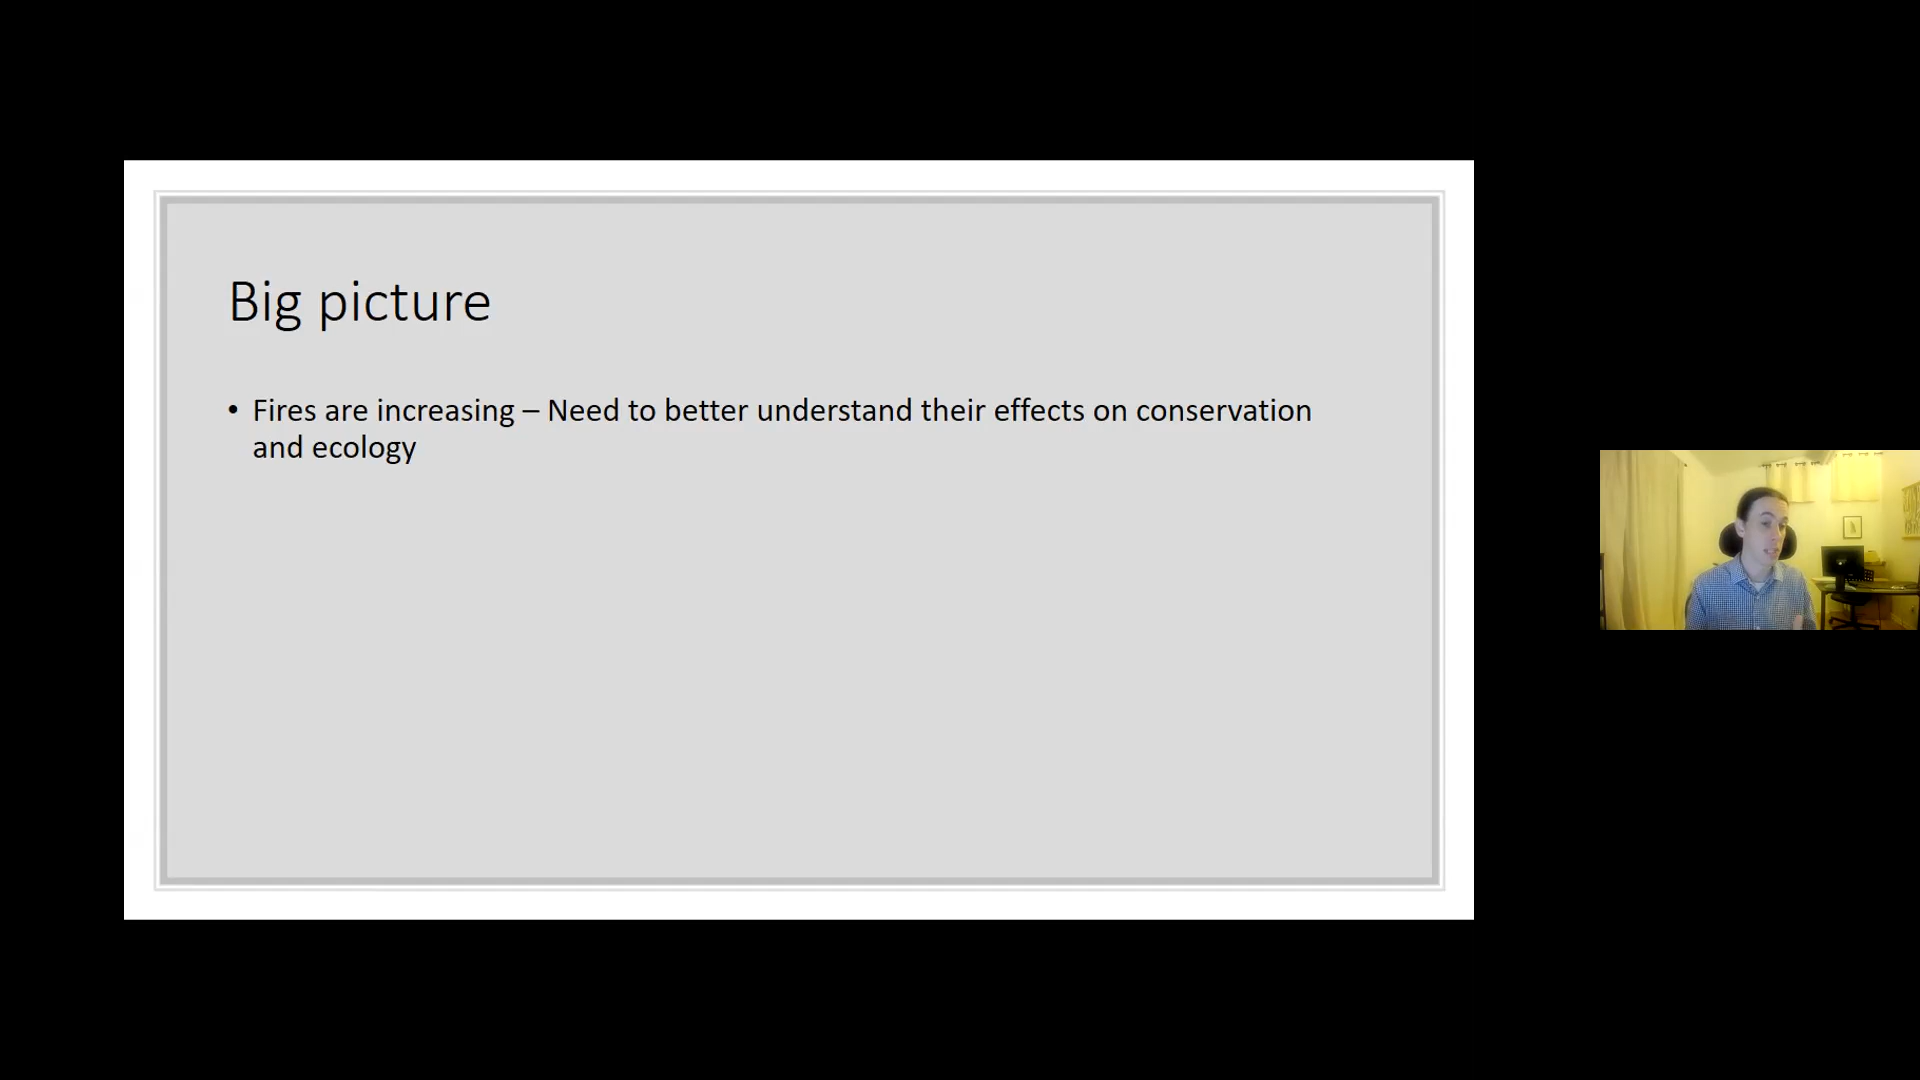 Big picture
• Fires are increasing – Need to better understand their effects on conservation
and ecology